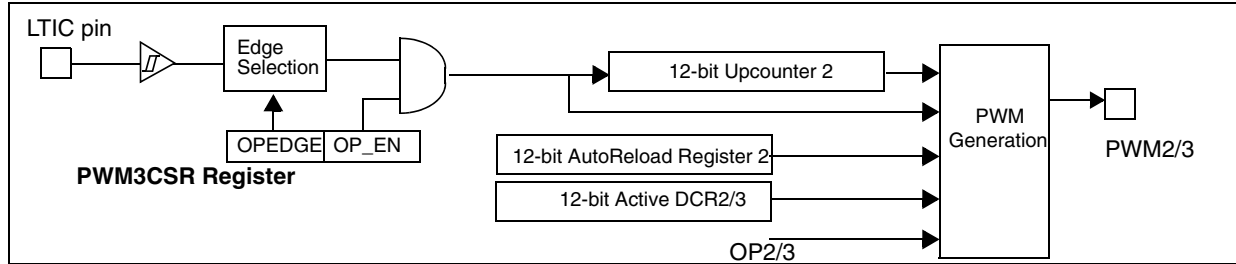 LTIC pin
Edge
Selection
12-bit Upcounter 2
OPEDGE OP_EN
PWM3CSR Register
12-bit AutoReload Register 2
12-bit Active DCR2/3
OP2/3
PWM
Generation
PWM2/3